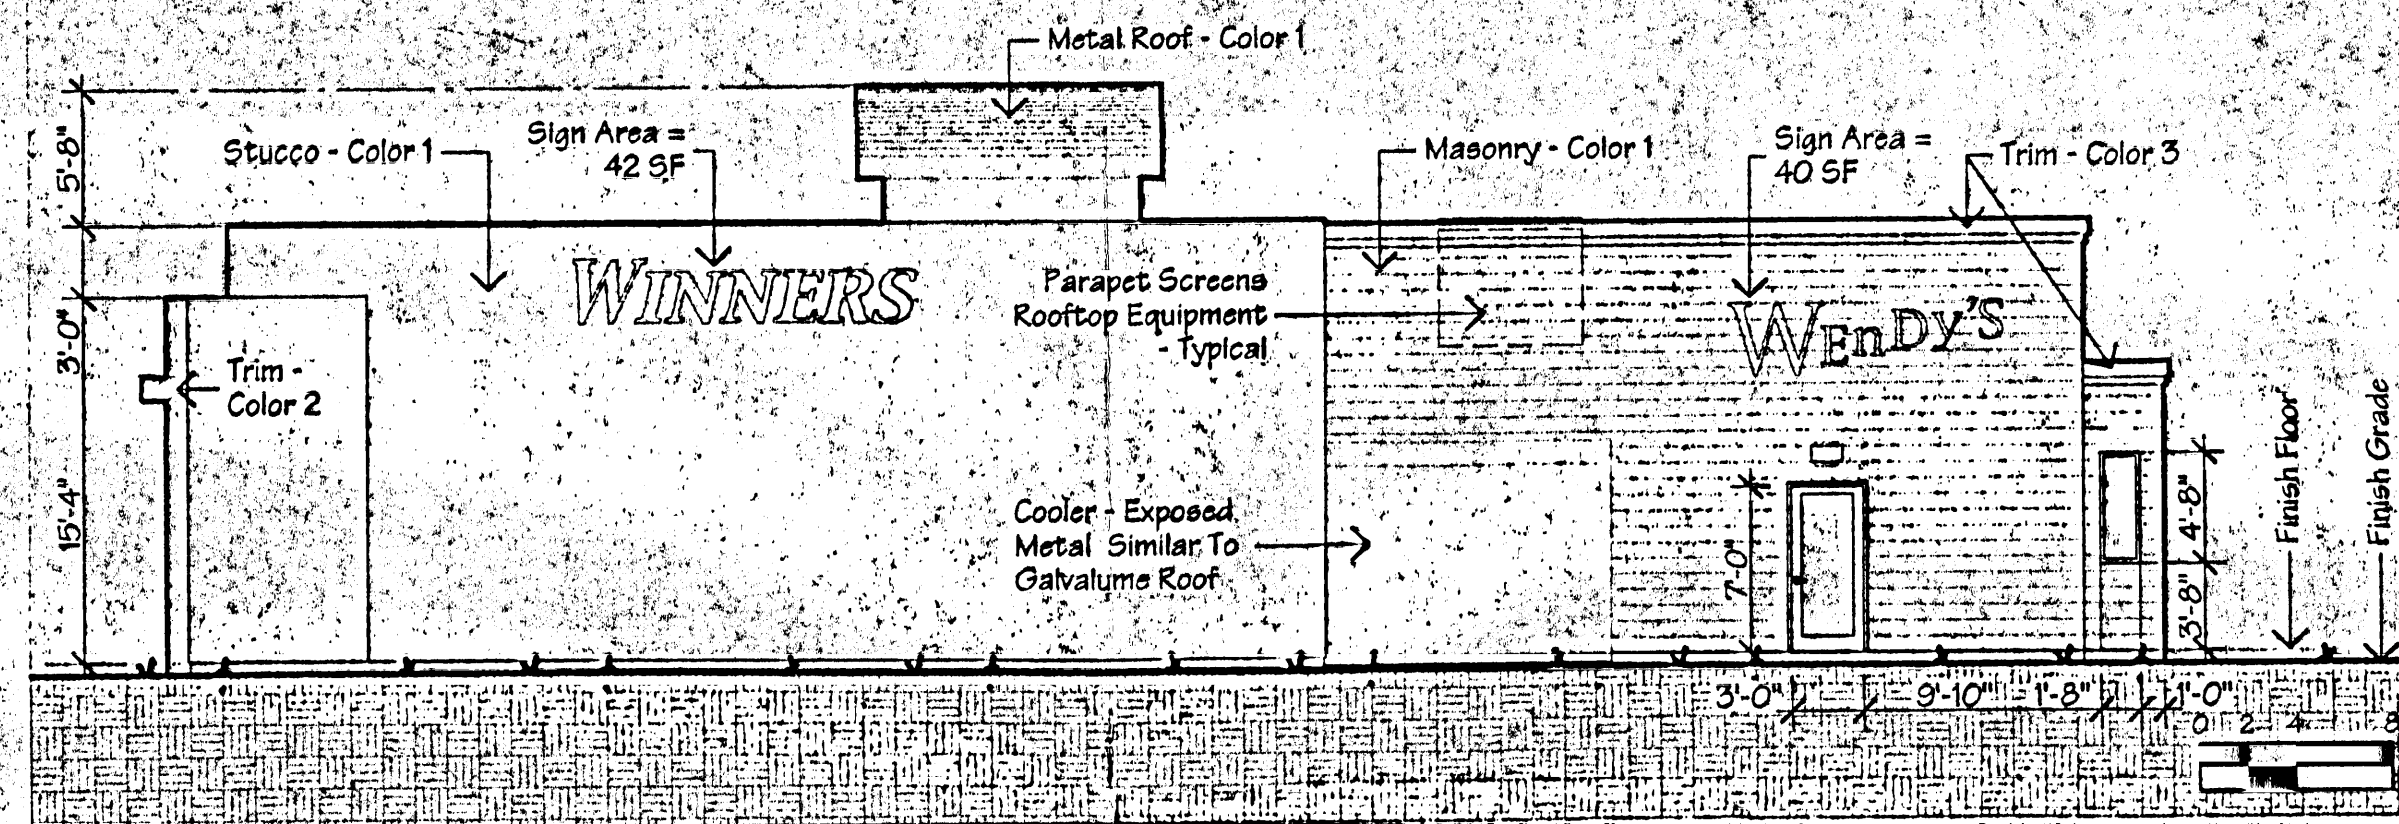 Metal Roof - Color 1
Stucco - Color 1
Sign Area =
42 SF
Masonry - Color 1
Sign Area =
40 SF
Trim - Color 3
5'-8"
3'-0"
15'-4"
WINNERS
Parapet Screens
Rooftop Equipment
- Typical
WEnDy'S
Trim -
Color 2
Cooler - Exposed
Metal Similar To
Galvalume Roof
7'-0"
4'-8"
3'-8"
Finish Floor
Finish Grade
3'-0" 9'-10" 1'-8" 1'-0"
0 2 4 8